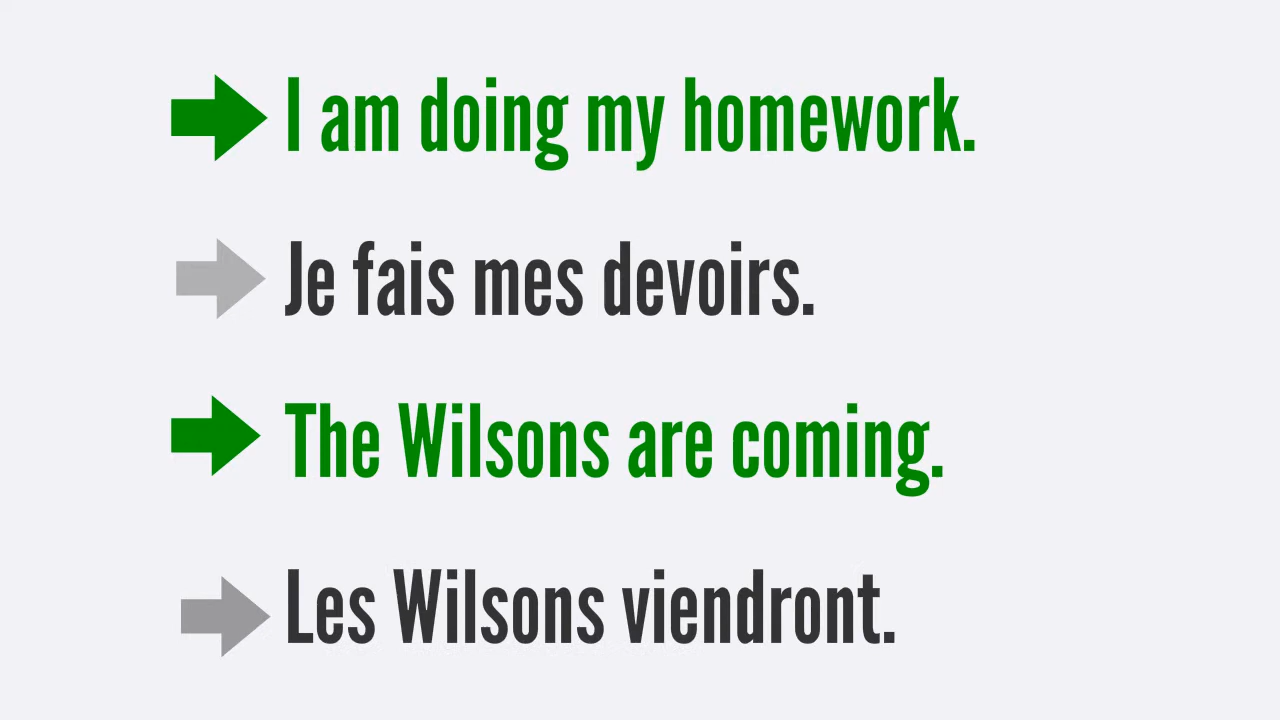 I am doing my homework.
Je fais mes devoirs.
The Wilsons are coming.
Les Wilsons viendront.